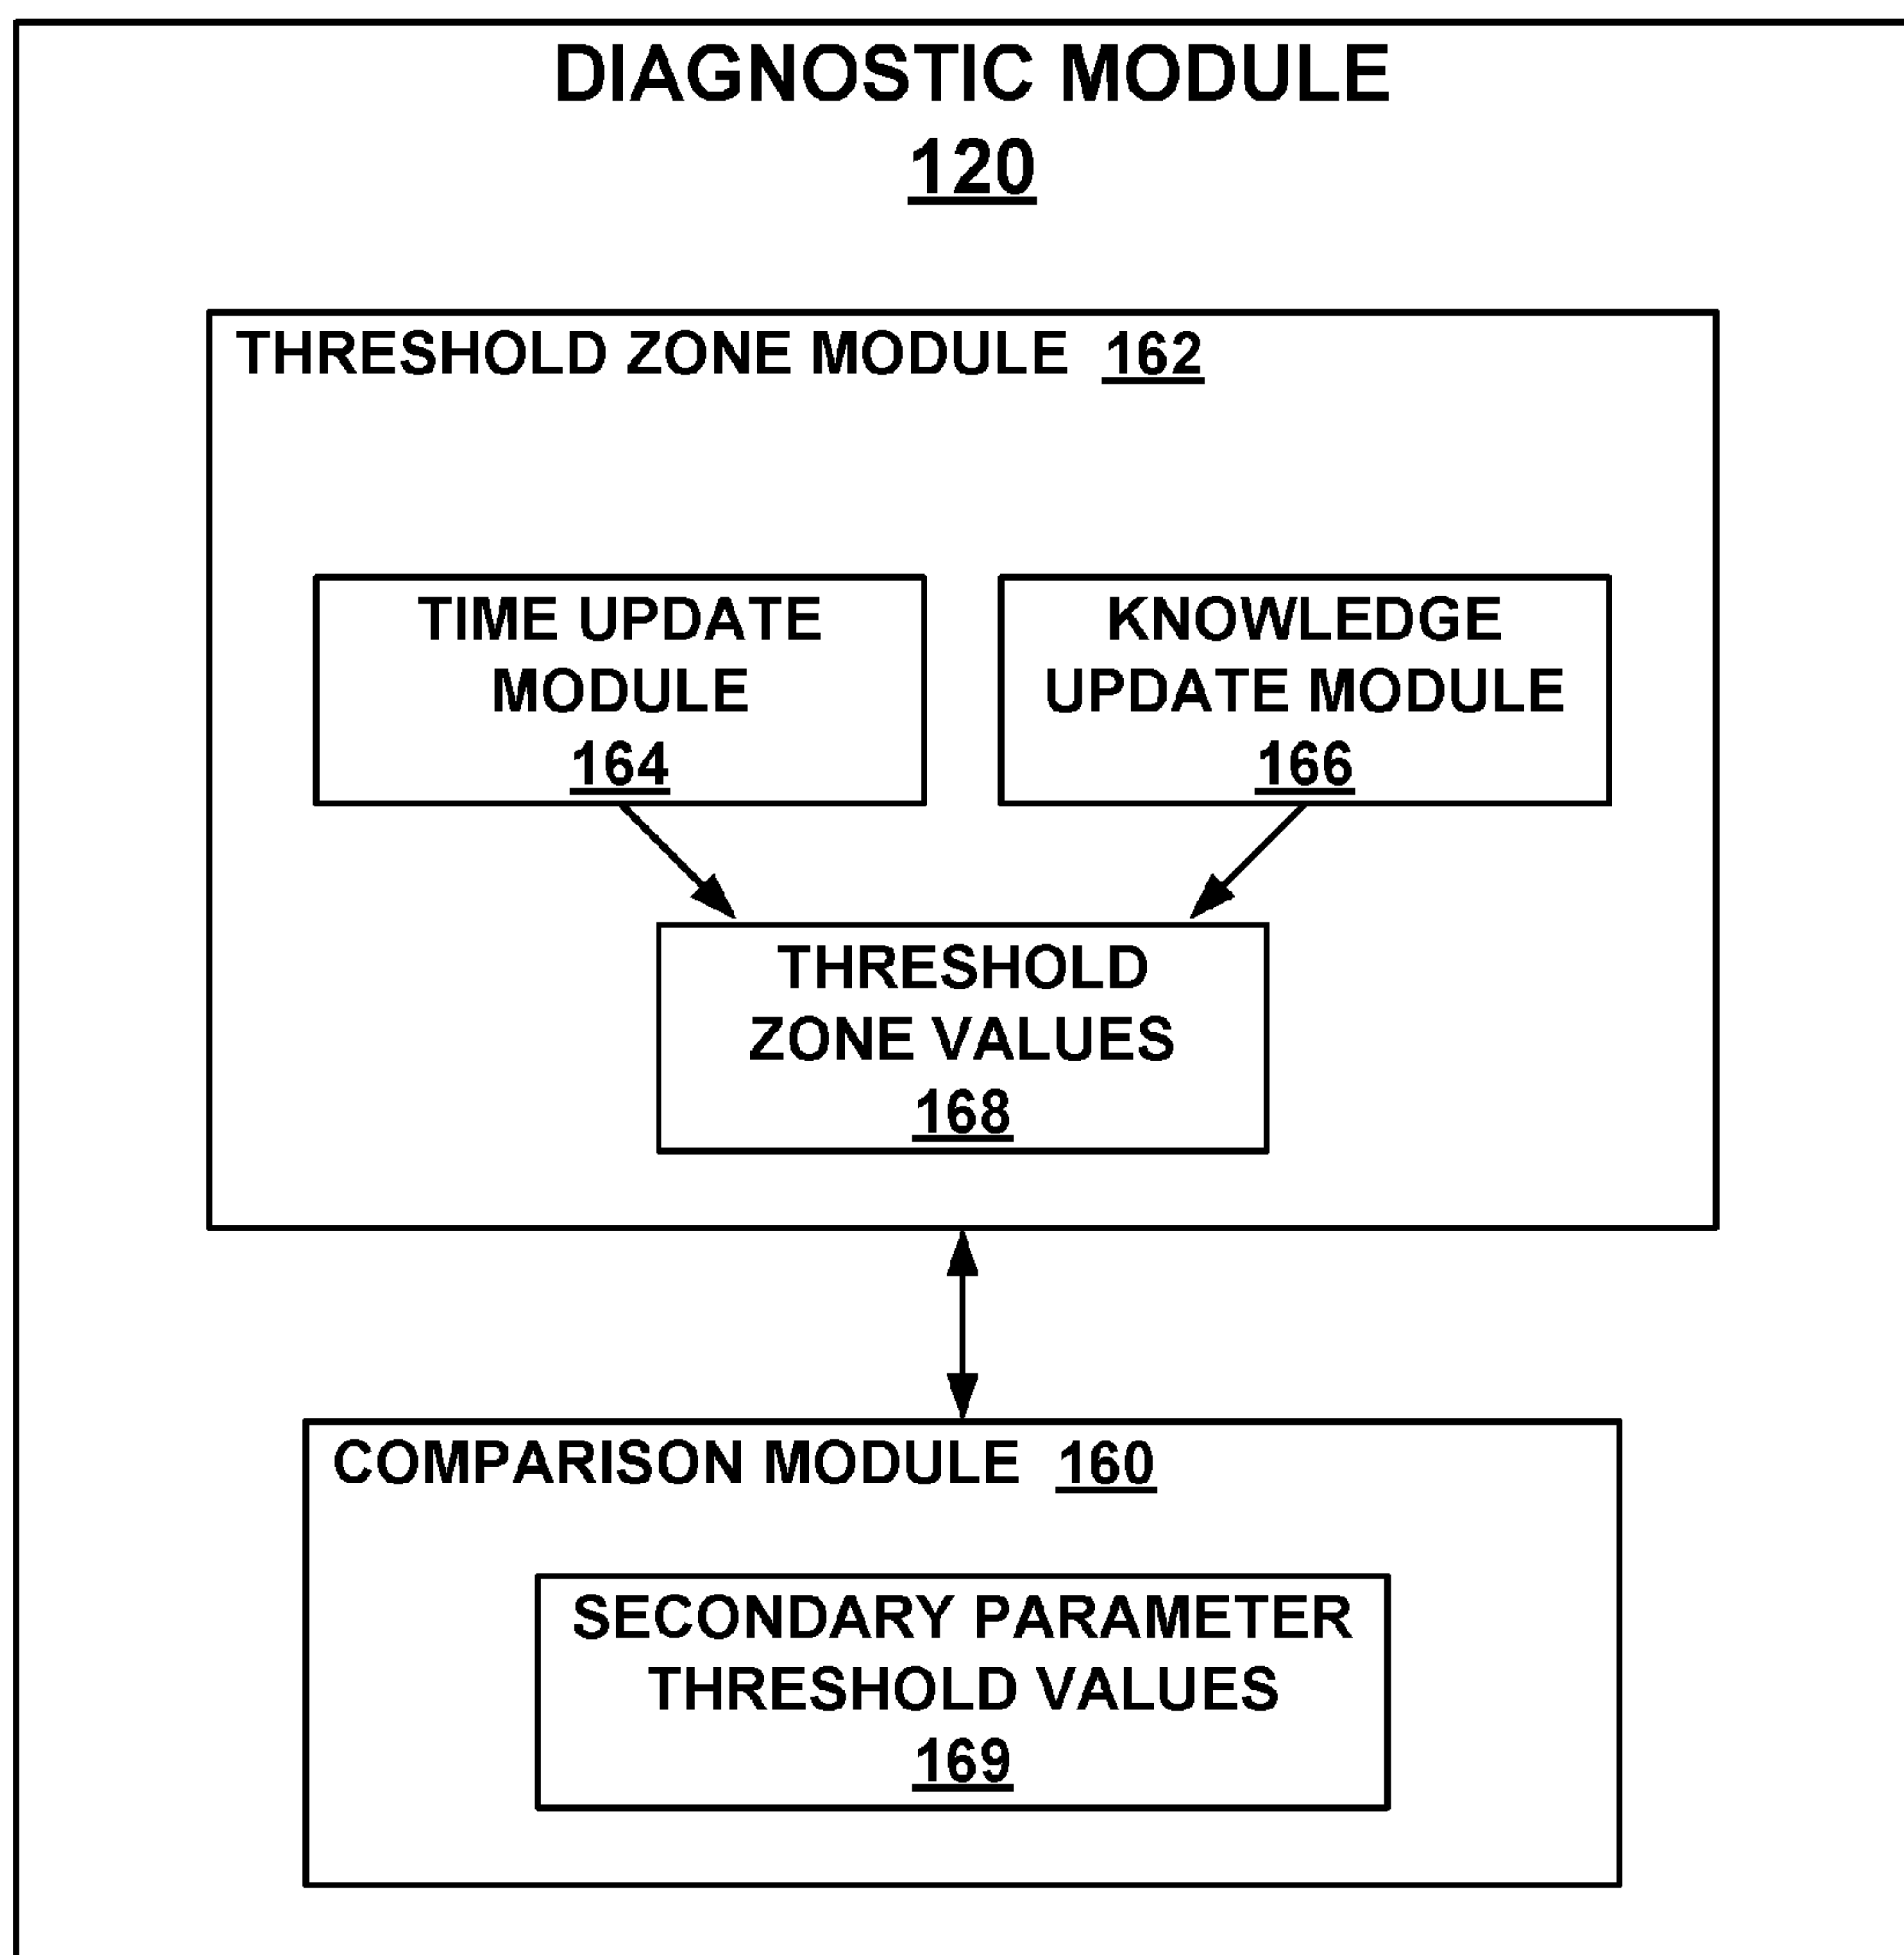 DIAGNOSTIC MODULE
120
THRESHOLD ZONE MODULE 162
TIME UPDATE
MODULE
164
KNOWLEDGE
UPDATE MODULE
166
THRESHOLD
ZONE VALUES
168
COMPARISON MODULE 160
SECONDARY PARAMETER
THRESHOLD VALUES
169